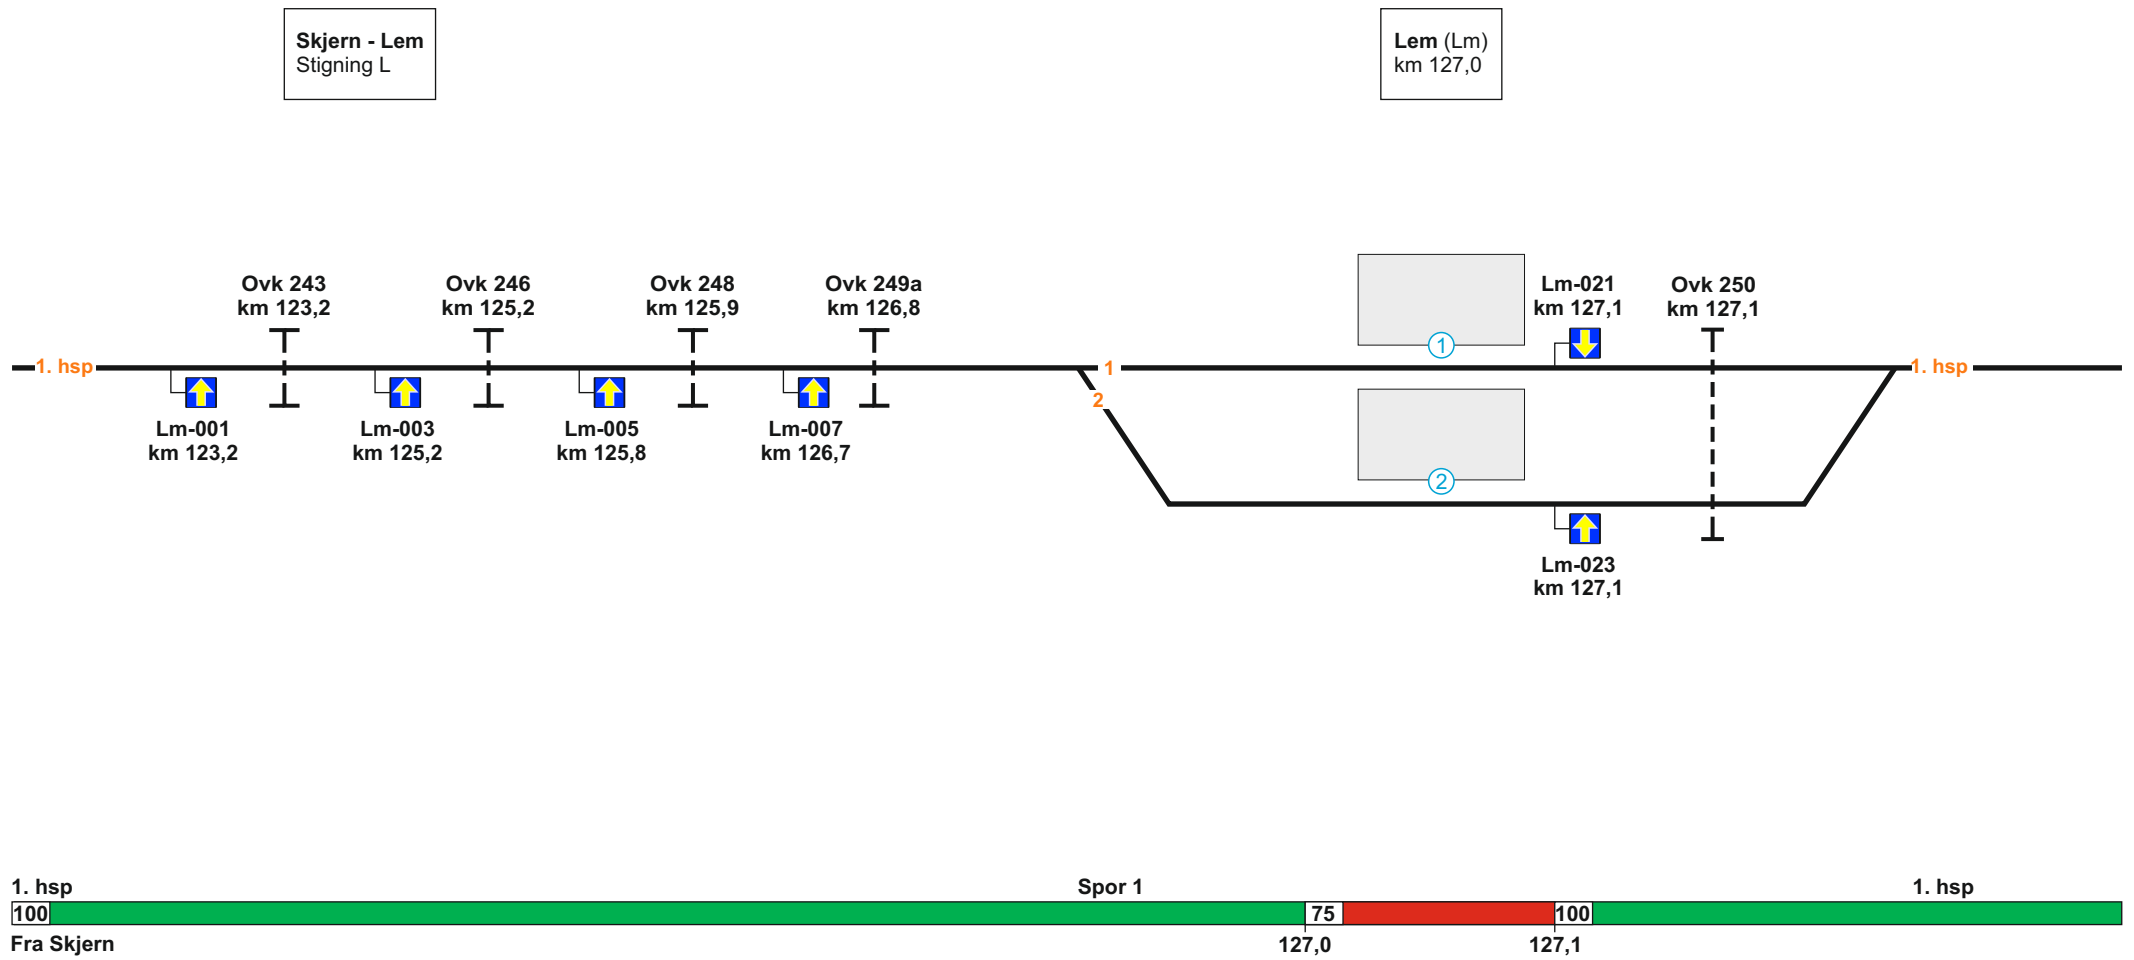 Skjern - Lem
Stigning L
Lem (Lm)
km 127,0
Ovk 243
km 123,2
Ovk 246
km 125,2
Ovk 248
km 125,9
Ovk 249a
km 126,8
Lm-021
km 127,1
Ovk 250
km 127,1
1
1. hsp
1
1. hsp
2
Lm-001
km 123,2
Lm-003
km 125,2
Lm-005
km 125,8
Lm-007
km 126,7
2
Lm-023
km 127,1
1. hsp
Spor 1
1. hsp
100
75
100
Fra Skjern
127,0
127,1